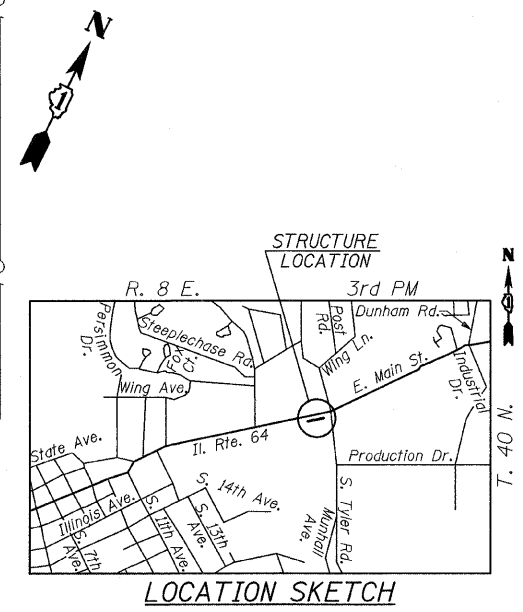 N
1
STRUCTURE
LOCATION
R. 8 E.
3rd PM
N
1
Persimmon
Dr.
Steeplechase Rd.
Fox
Ct.
Post
Rd.
Dunham Rd.
Wing Ln.
Wing Ave.
E. Main St.
Industrial
Dr.
T. 40 N.
Il. Rte. 64
State Ave.
Production Dr.
Illinois Ave.
S. 14th Ave.
S. 7th
Ave.
S. 11th Ave.
S. 13th
Ave.
Munhall
Ave.
S. Tyler Rd.
LOCATION SKETCH